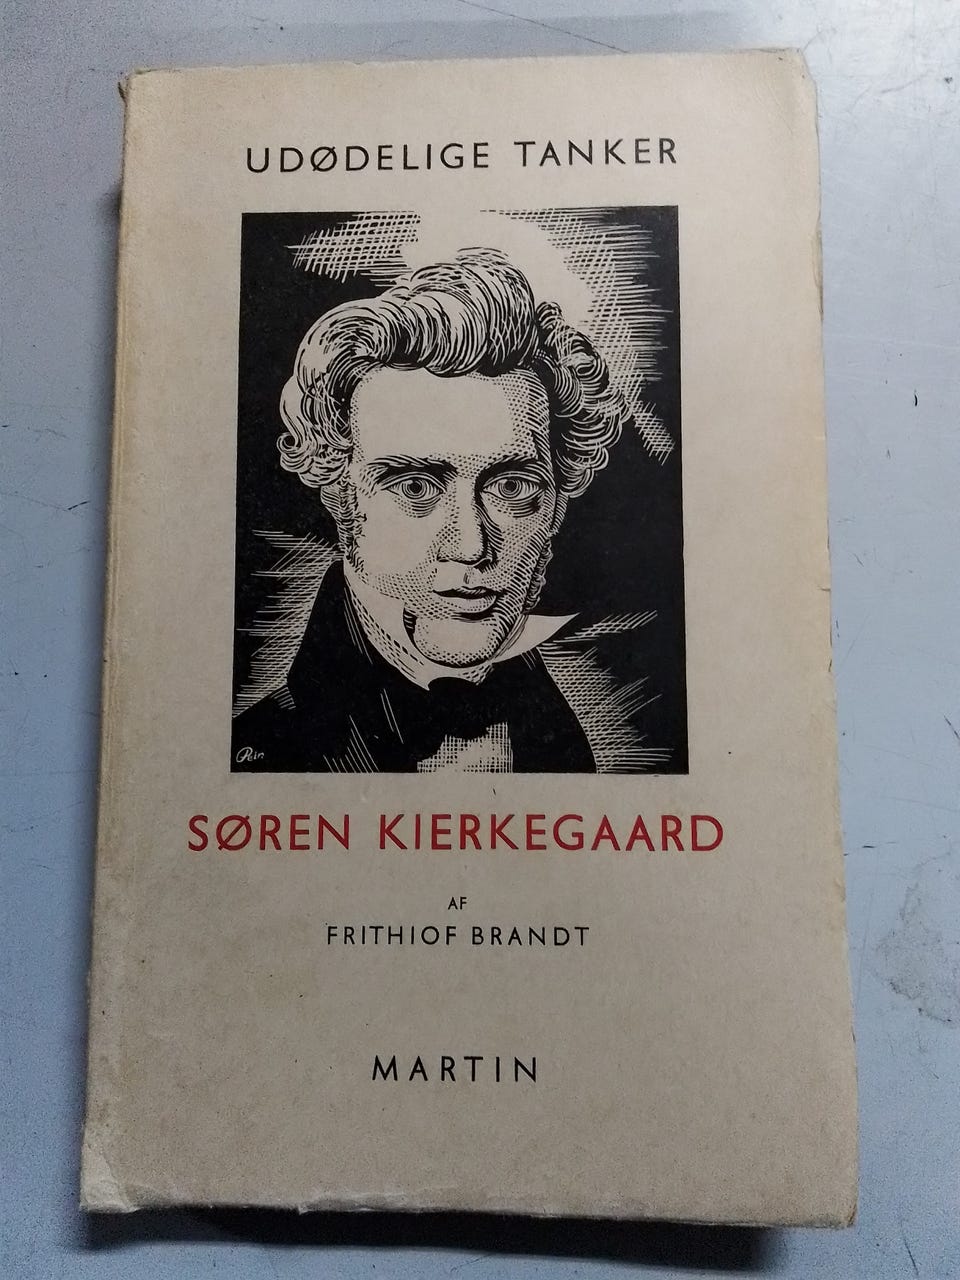 UDØDELIGE TANKER
SØREN KIERKEGAARD
AF
FRITHIOF BRANDT
MARTIN